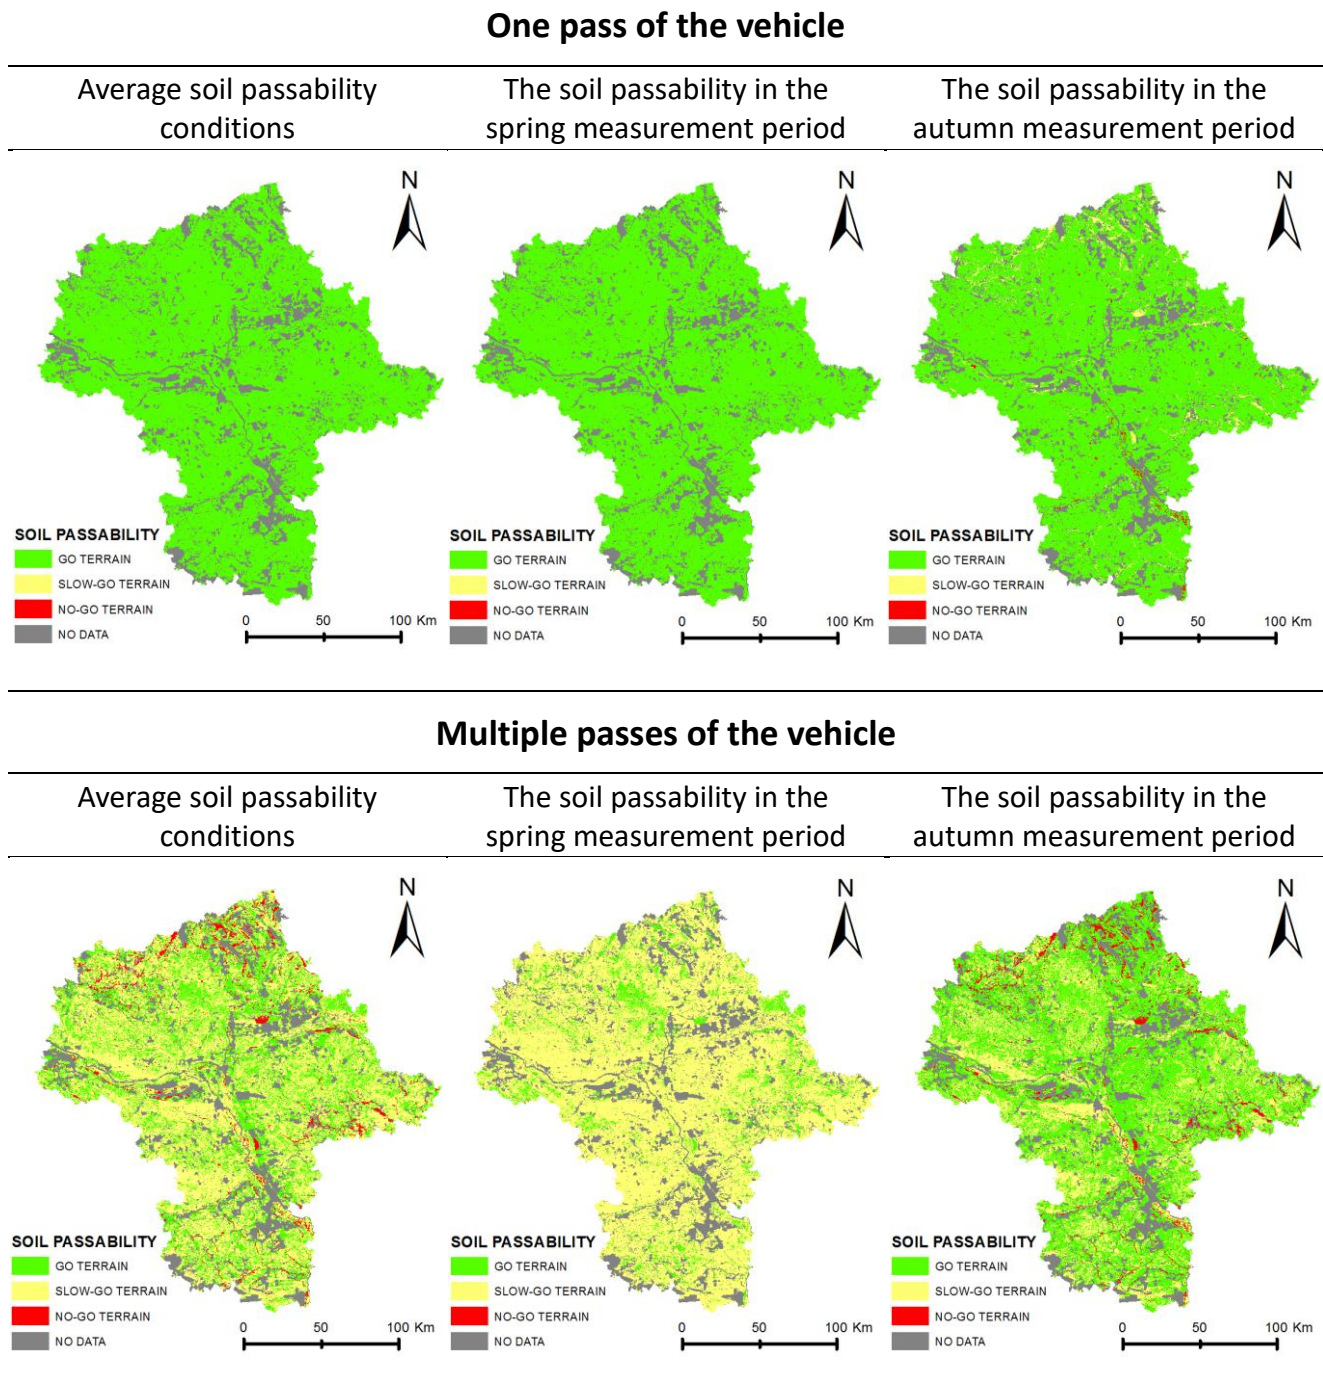 One pass of the vehicle
Average soil passability
conditions
The soil passability in the
spring measurement period
The soil passability in the
autumn measurement period
N
SOIL PASSABILITY
GO TERRAIN
SLOW-GO TERRAIN
NO-GO TERRAIN
NO DATA
0 50 100 Km
N
SOIL PASSABILITY
GO TERRAIN
SLOW-GO TERRAIN
NO-GO TERRAIN
NO DATA
0 50 100 Km
N
SOIL PASSABILITY
GO TERRAIN
SLOW-GO TERRAIN
NO-GO TERRAIN
NO DATA
0 50 100 Km
Multiple passes of the vehicle
Average soil passability
conditions
The soil passability in the
spring measurement period
The soil passability in the
autumn measurement period
N
SOIL PASSABILITY
GO TERRAIN
SLOW-GO TERRAIN
NO-GO TERRAIN
NO DATA
0 50 100 Km
N
SOIL PASSABILITY
GO TERRAIN
SLOW-GO TERRAIN
NO-GO TERRAIN
NO DATA
0 50 100 Km
N
SOIL PASSABILITY
GO TERRAIN
SLOW-GO TERRAIN
NO-GO TERRAIN
NO DATA
0 50 100 Km